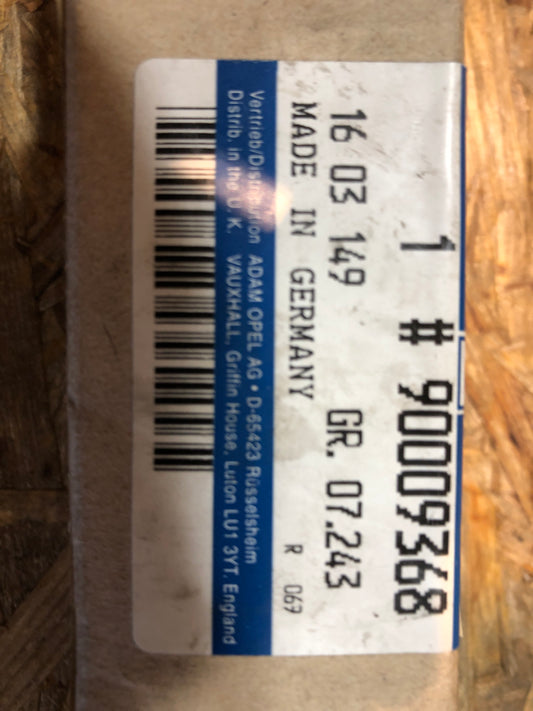 1 # 90009368
16 03 149 GR. 07.243
MADE IN GERMANY R 069
Vertrieb/Distribution ADAM OPEL AG • D-65423 Rüsselsheim
Distrib. in the U. K. VAUXHALL, Griffin House, Luton LU1 3YT, England